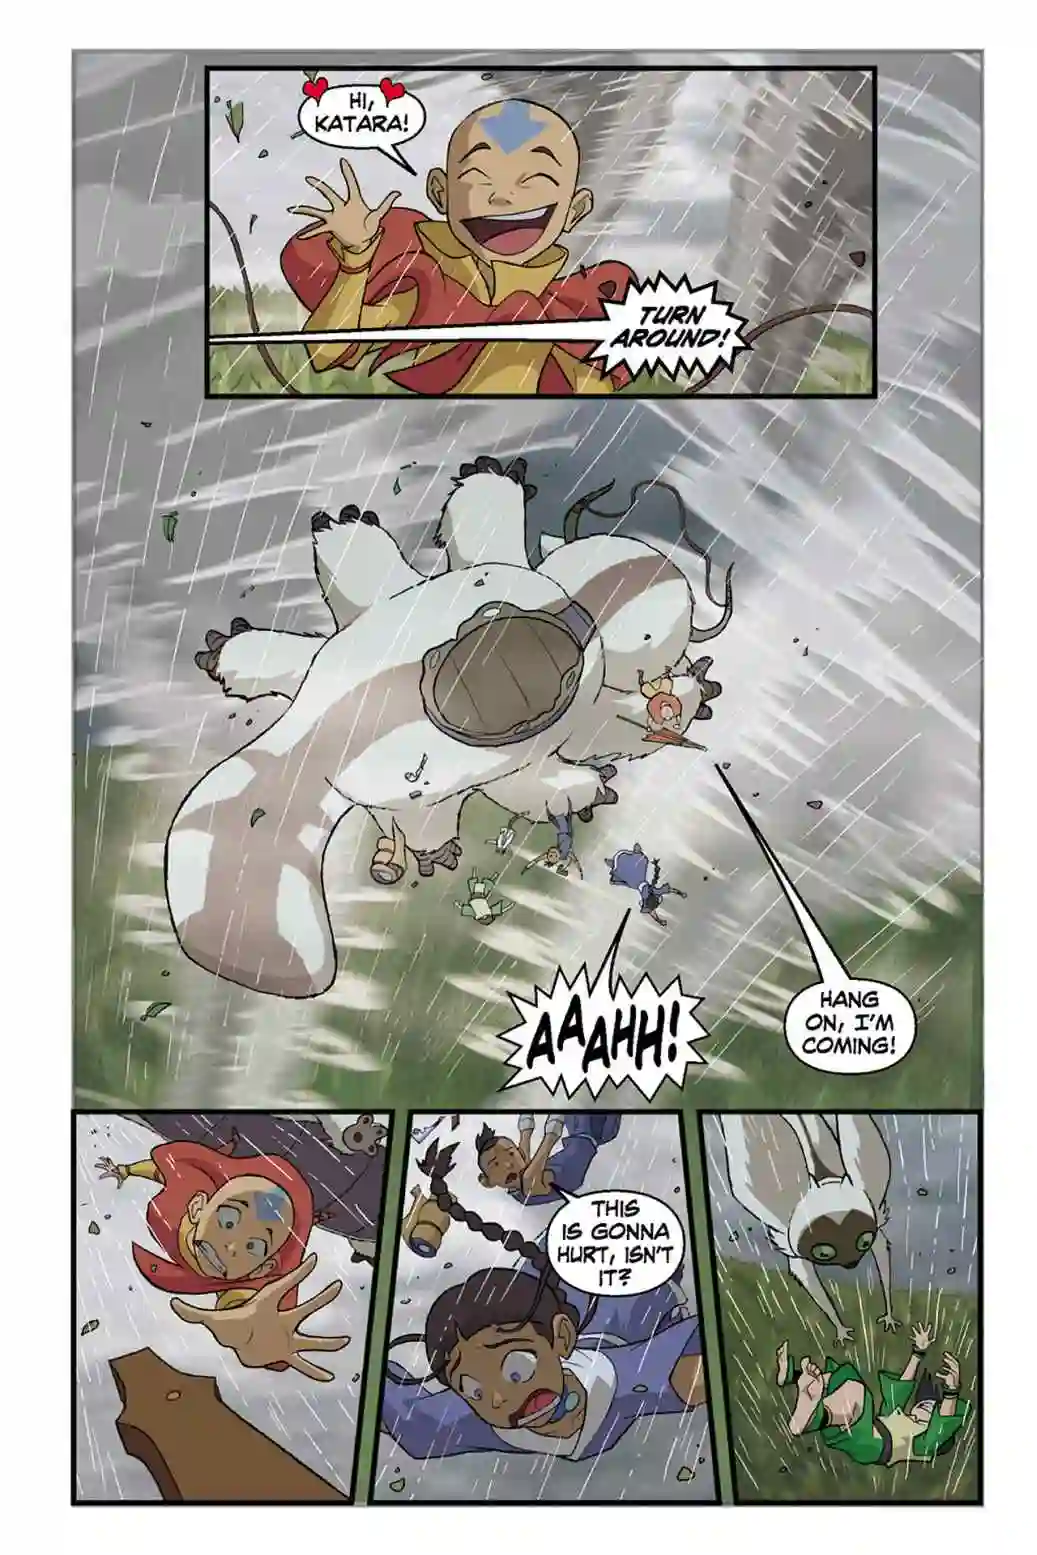 HI,
KATARA!
TURN
AROUND!
AAAHH!
HANG
ON, I'M
COMING!
THIS
IS GONNA
HURT, ISN'T
IT?